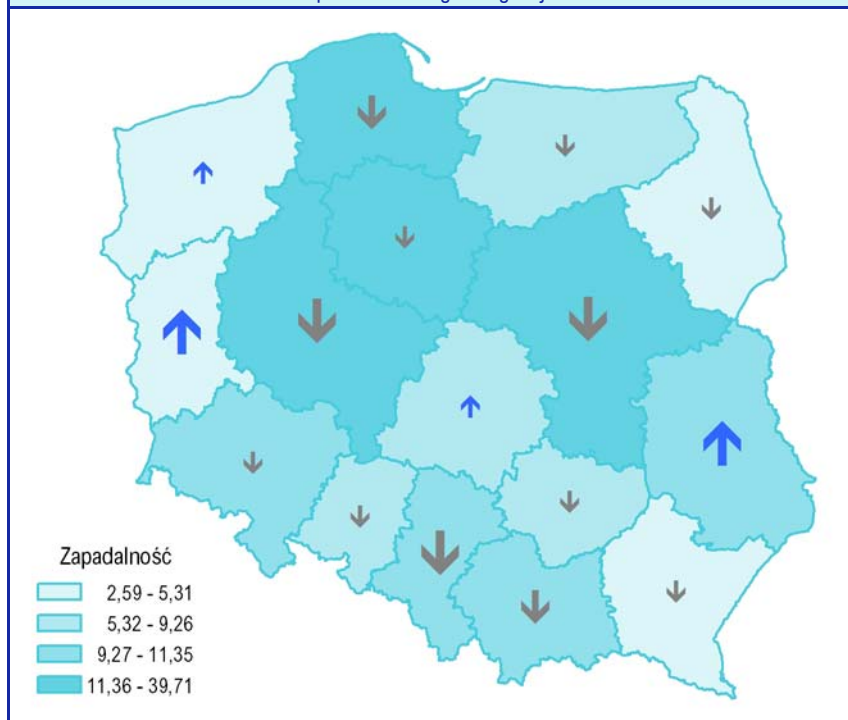 Zapadalność
2,59 - 5,31
5,32 - 9,26
9,27 - 11,35
11,36 - 39,71